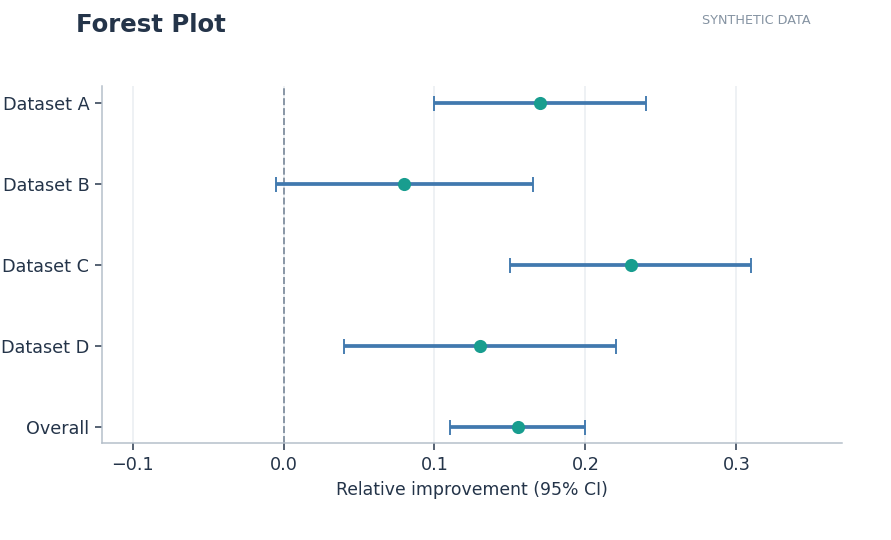 Forest Plot
SYNTHETIC DATA
Dataset A
Dataset B
Dataset C
Dataset D
Overall
−0.1 0.0 0.1 0.2 0.3
Relative improvement (95% CI)